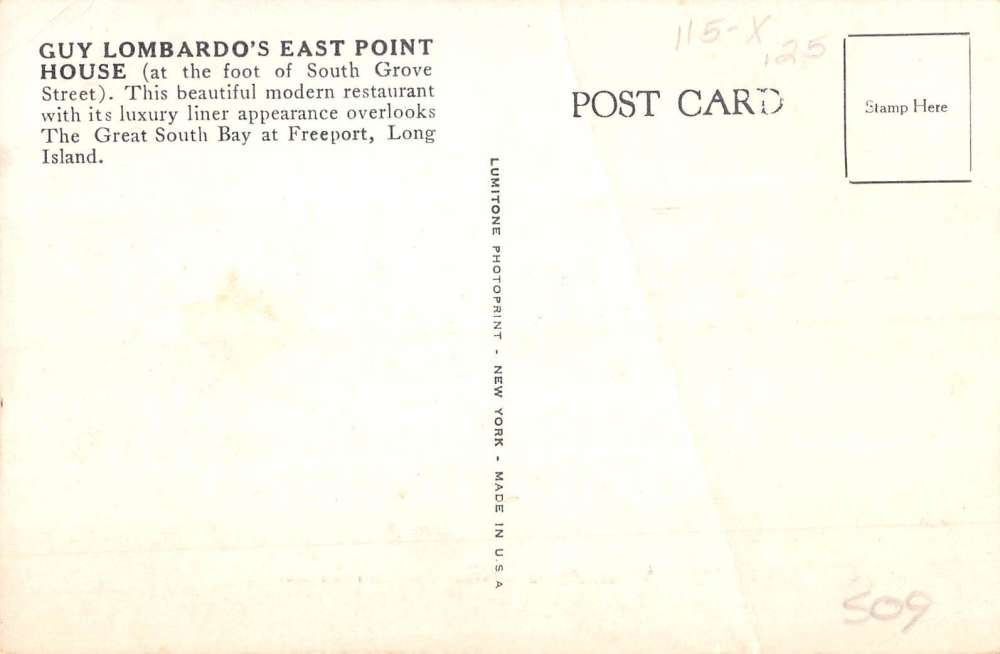 GUY LOMBARDO'S EAST POINT
HOUSE (at the foot of South Grove
Street). This beautiful modern restaurant
with its luxury liner appearance overlooks
The Great South Bay at Freeport, Long
Island.
LUMITONE PHOTOPRINT - NEW YORK - MADE IN U.S A
115-X
125
POST CARD
Stamp Here
509